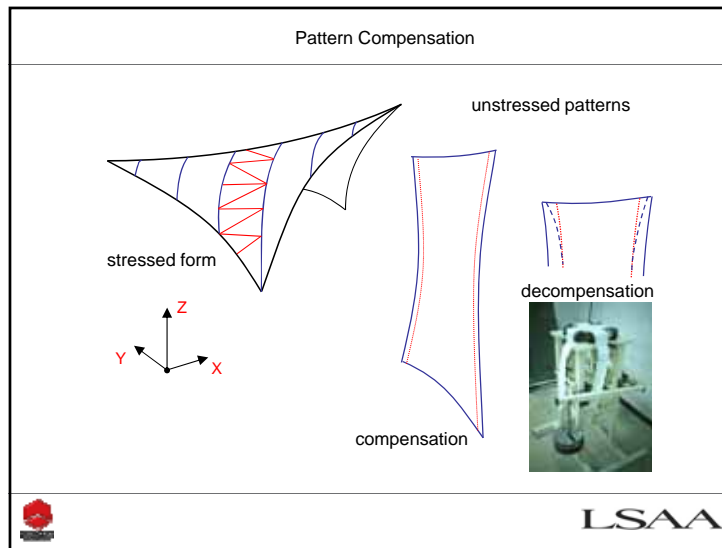 Pattern Compensation
unstressed patterns
stressed form
decompensation
Z
Y
X
compensation
LSAA